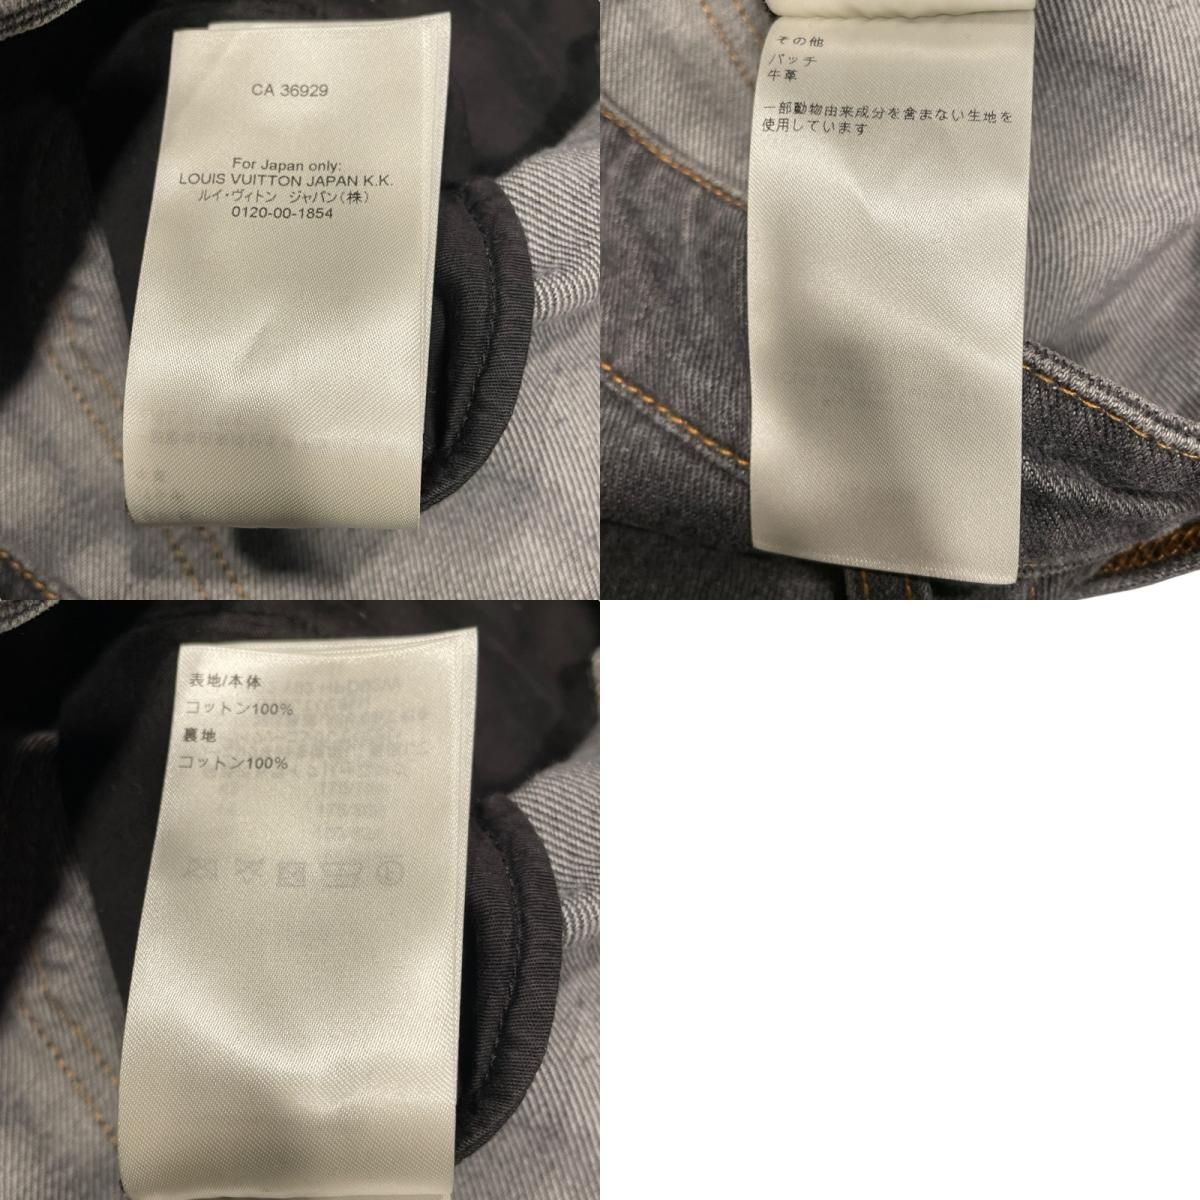 CA 36929
For Japan only:
LOUIS VUITTON JAPAN K.K.
ルイ・ヴィトン ジャパン(株)
0120-00-1854
その他
パッチ
牛革
一部動物由来成分を含まない生地を
使用しています
表地/本体
コットン100%
裏地
コットン100%